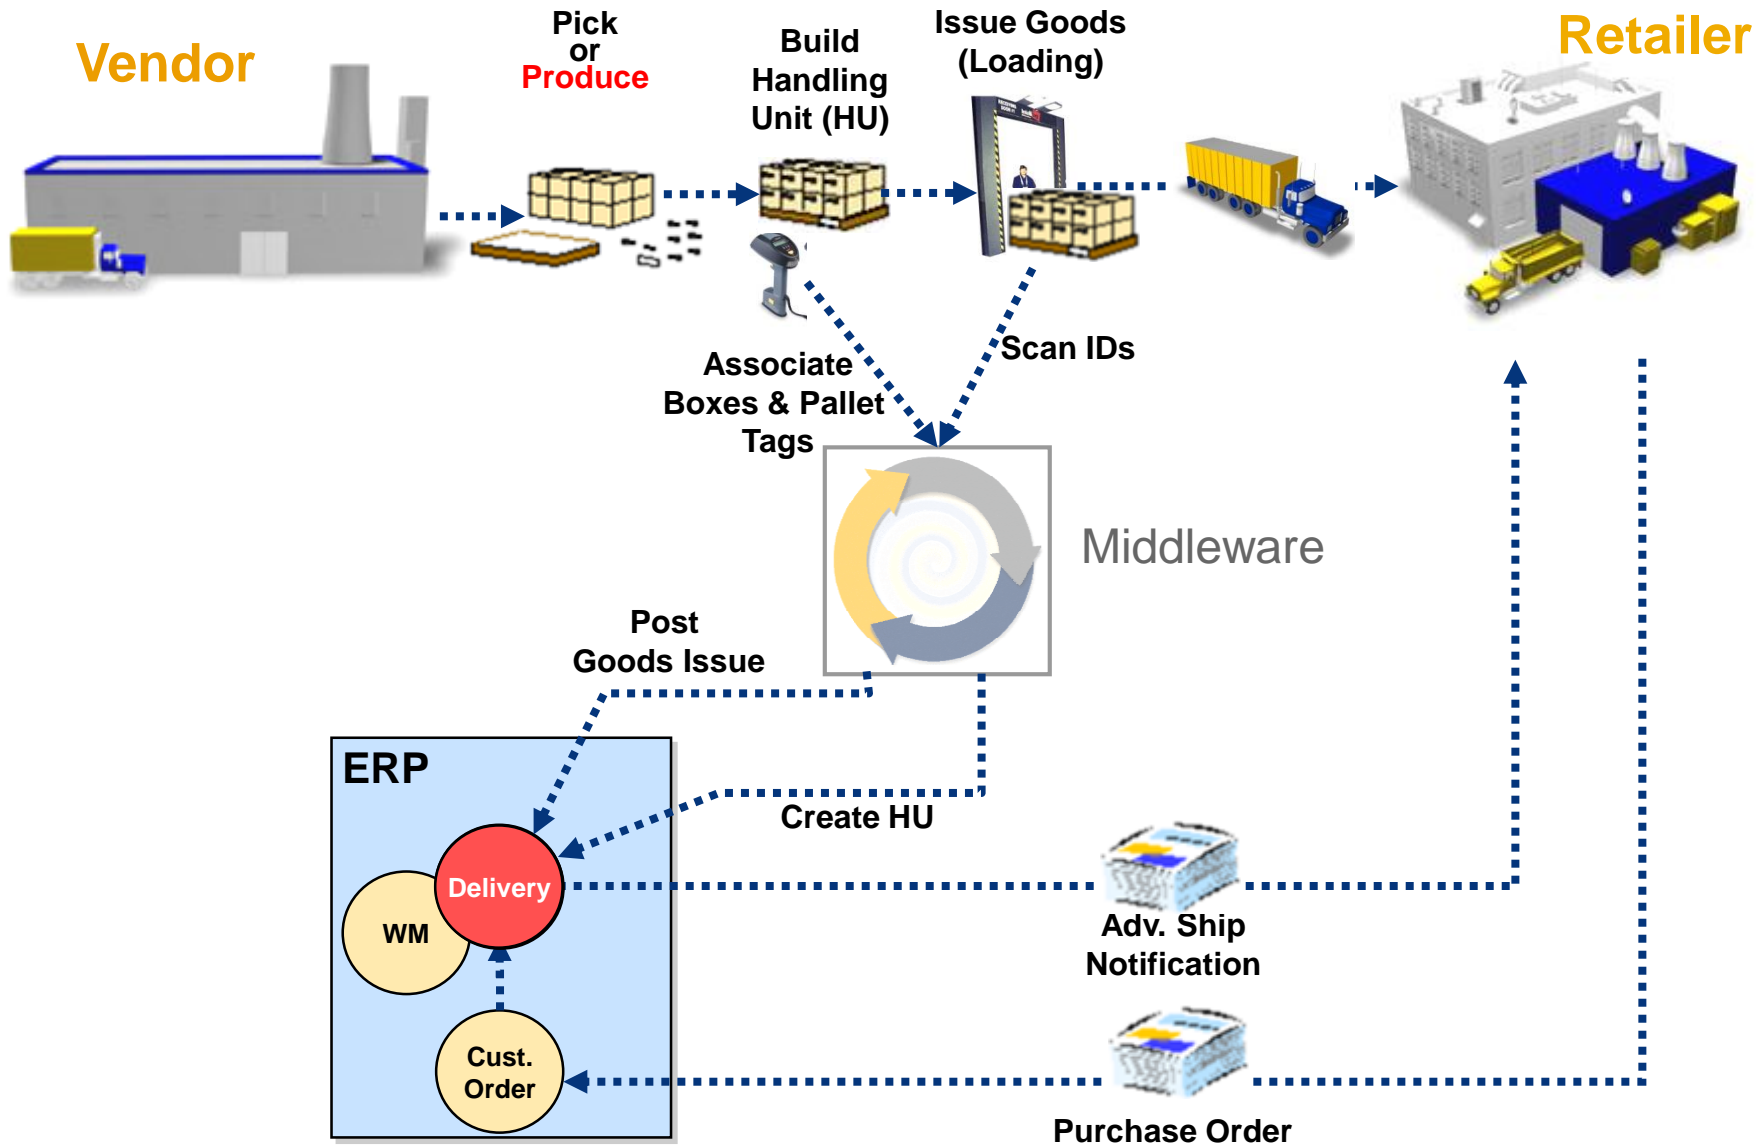 Vendor
Pick
or
Produce
Build
Handling
Unit (HU)
Issue Goods
(Loading)
Retailer
Associate
Boxes & Pallet
Tags
Scan IDs
Middleware
Post
Goods Issue
ERP
Create HU
Delivery
WM
Adv. Ship
Notification
Cust.
Order
Purchase Order